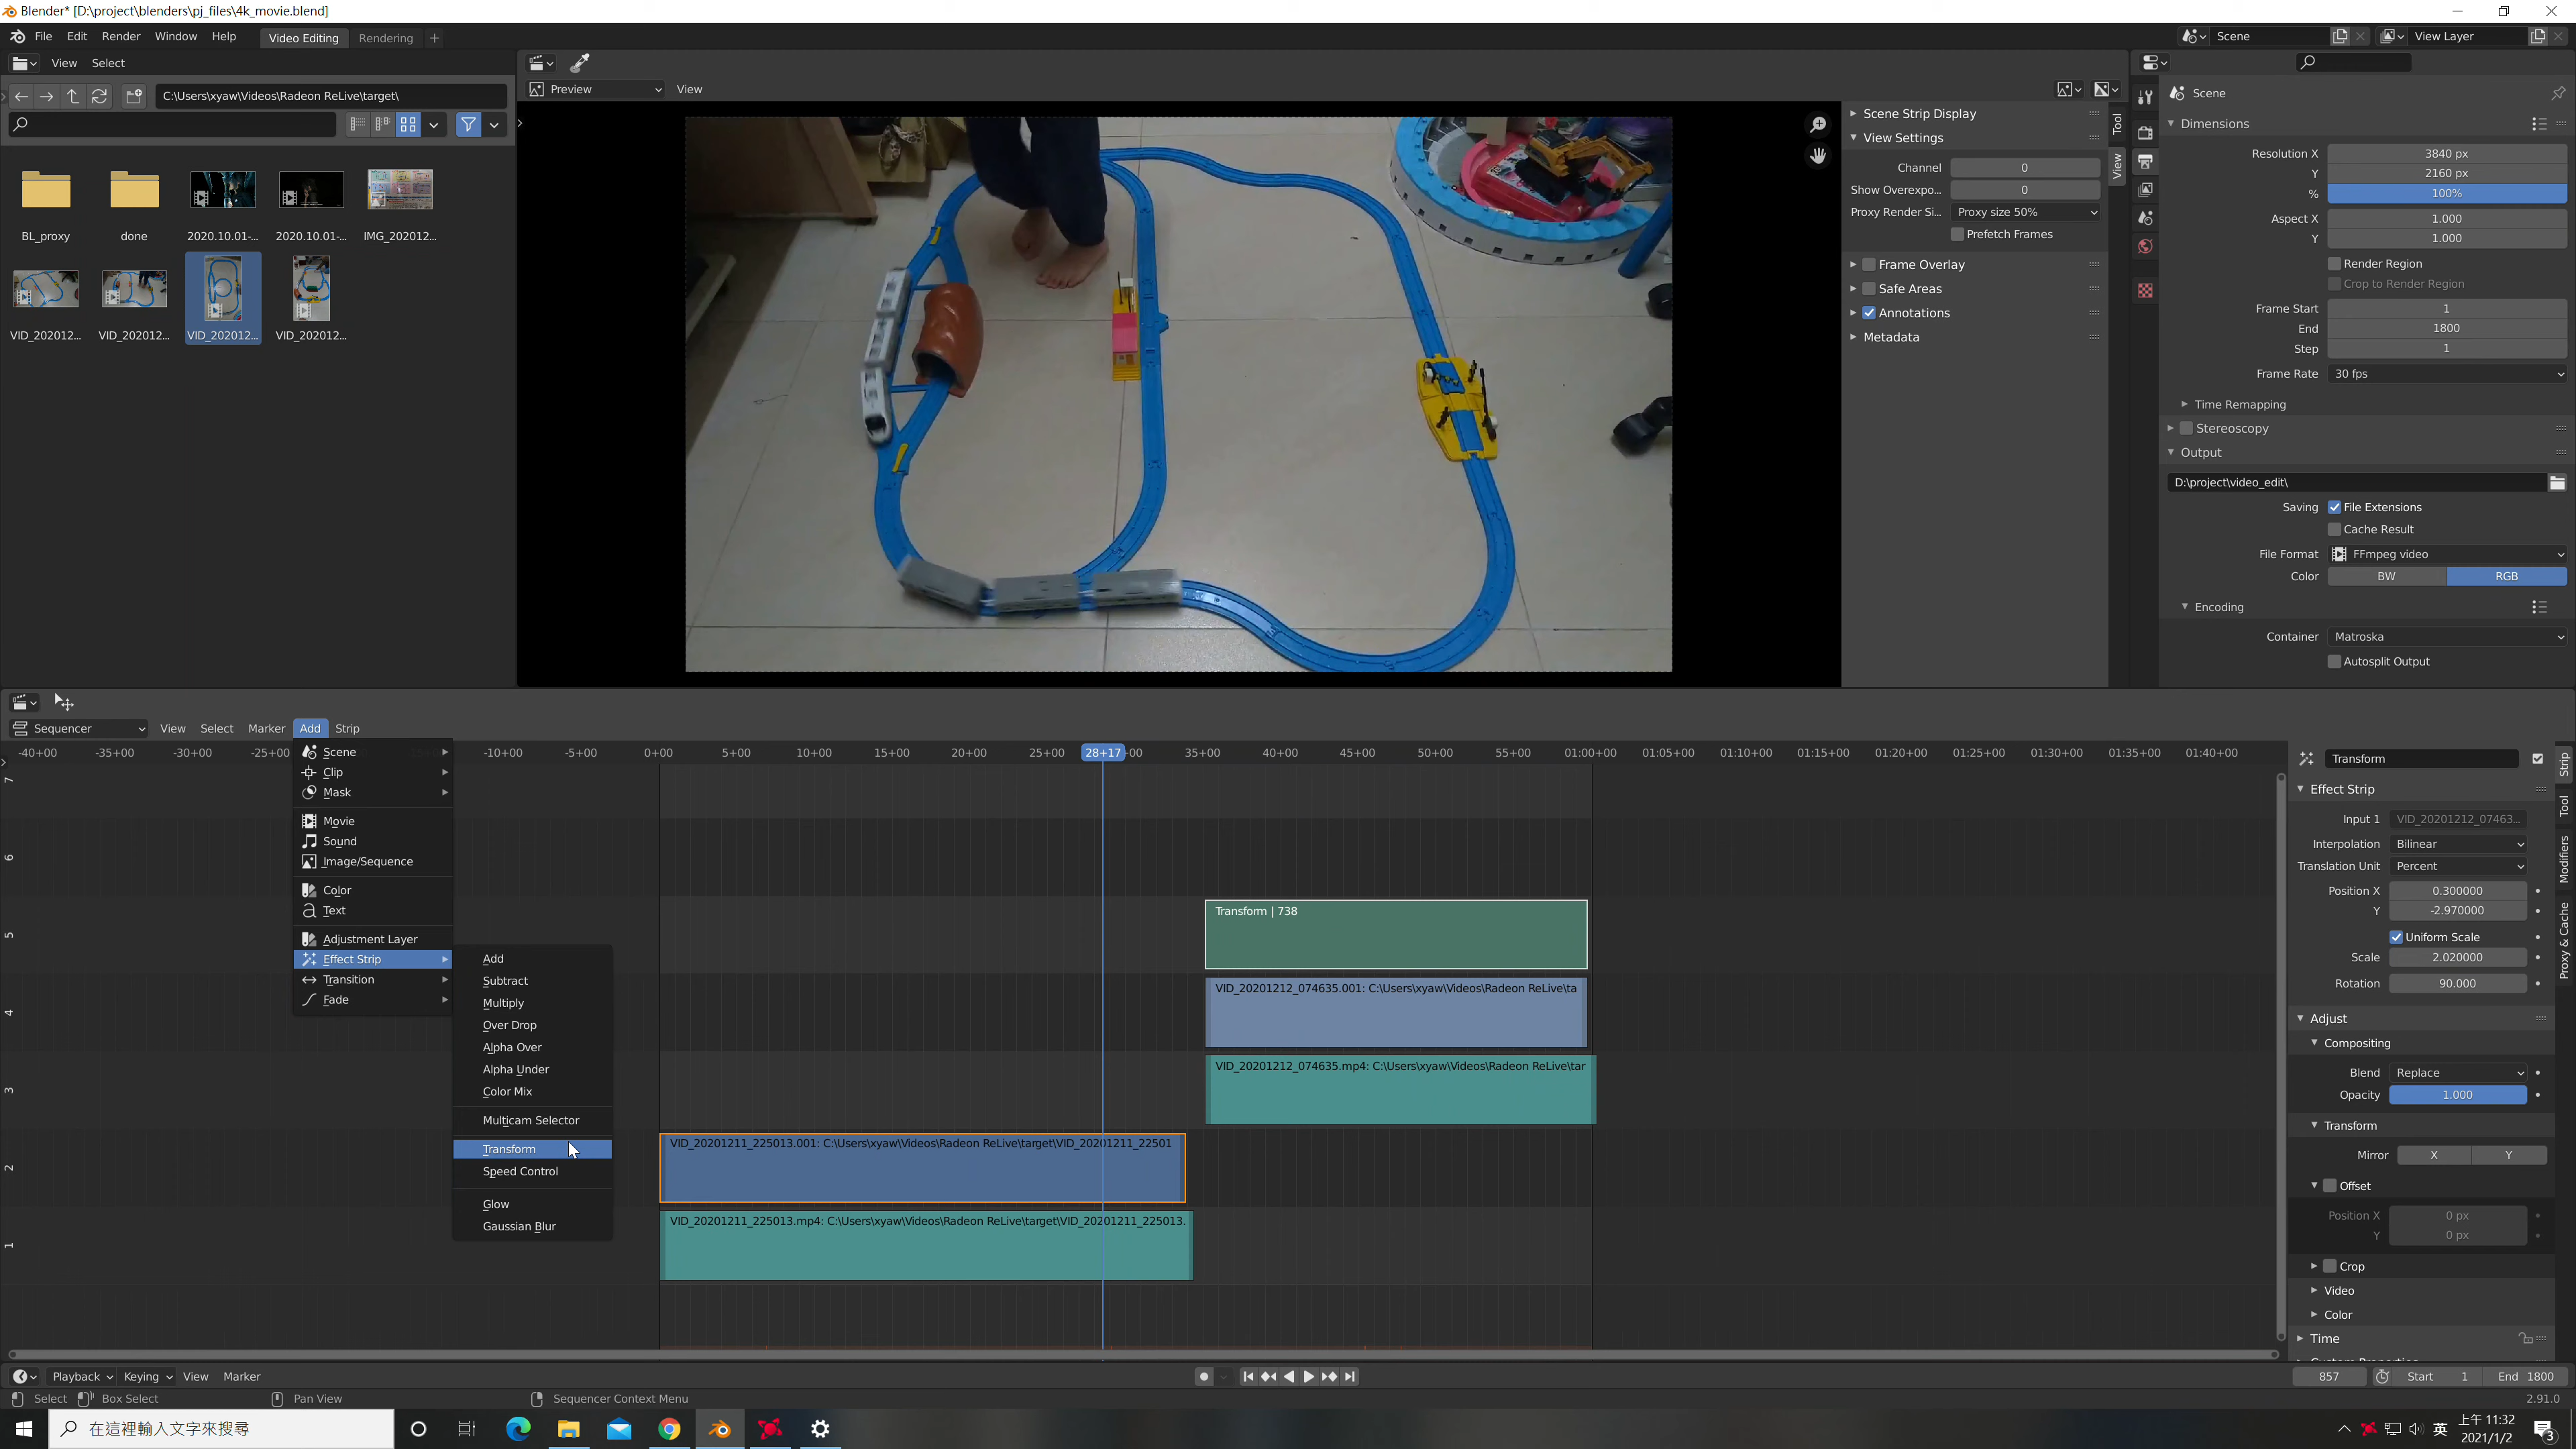 Blender* [D:\project\blenders\pj_files\4k_movie.blend]
File Edit Render Window Help Video Editing Rendering + Scene View Layer
View Select
C:\Users\xyaw\Videos\Radeon ReLive\target\
BL_proxy done 2020.10.01-... 2020.10.01-... IMG_202012...
VID_202012... VID_202012... VID_202012... VID_202012...
Preview View
Scene Strip Display
View Settings
Channel 0
Show Overexpo... 0
Proxy Render Si... Proxy size 50%
Prefetch Frames
Frame Overlay
Safe Areas
Annotations
Metadata
Tool
View
Scene
Dimensions
Resolution X 3840 px
Y 2160 px
% 100%
Aspect X 1.000
Y 1.000
Render Region
Crop to Render Region
Frame Start 1
End 1800
Step 1
Frame Rate 30 fps
Time Remapping
Stereoscopy
Output
D:\project\video_edit\
Saving File Extensions
Cache Result
File Format FFmpeg video
Color BW RGB
Encoding
Container Matroska
Autosplit Output
Sequencer View Select Marker Add Strip
-40+00 -35+00 -30+00 -25+00 -10+00 -5+00 0+00 5+00 10+00 15+00 20+00 25+00 28+17 35+00 40+00 45+00 50+00 55+00 01:00+00 01:05+00 01:10+00 01:15+00 01:20+00 01:25+00 01:30+00 01:35+00 01:40+00
7
6
5
4
3
2
1
Scene
Clip
Mask
Movie
Sound
Image/Sequence
Color
Text
Adjustment Layer
Effect Strip
Transition
Fade
Add
Subtract
Multiply
Over Drop
Alpha Over
Alpha Under
Color Mix
Multicam Selector
Transform
Speed Control
Glow
Gaussian Blur
Transform | 738
VID_20201212_074635.001: C:\Users\xyaw\Videos\Radeon ReLive\ta
VID_20201212_074635.mp4: C:\Users\xyaw\Videos\Radeon ReLive\tar
VID_20201211_225013.001: C:\Users\xyaw\Videos\Radeon ReLive\target\VID_20201211_22501
VID_20201211_225013.mp4: C:\Users\xyaw\Videos\Radeon ReLive\target\VID_20201211_225013.
Transform
Effect Strip
Input 1 VID_20201212_07463...
Interpolation Bilinear
Translation Unit Percent
Position X 0.300000
Y -2.970000
Uniform Scale
Scale 2.020000
Rotation 90.000
Adjust
Compositing
Blend Replace
Opacity 1.000
Transform
Mirror X Y
Offset
Position X 0 px
Y 0 px
Crop
Video
Color
Time
Strip
Tool
Modifiers
Proxy & Cache
Playback Keying View Marker 857 Start 1 End 1800
Select Box Select Pan View Sequencer Context Menu 2.91.0
在這裡輸入文字來搜尋
英
上午 11:32
2021/1/2
3